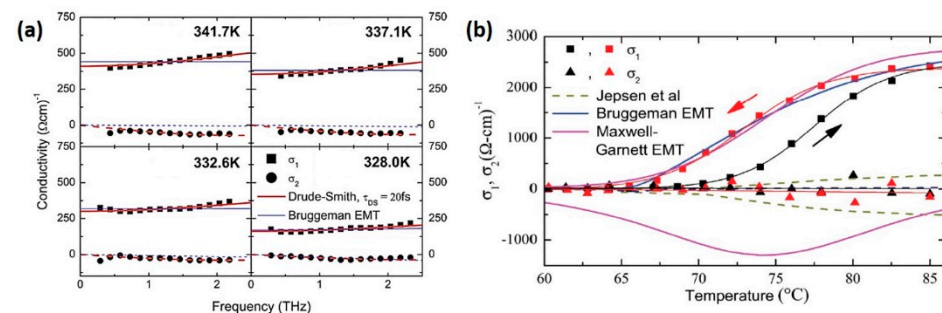 (a)
750
500
250
0
750
500
250
0
0
1
2
341.7K
332.6K
Conductivity (Ωcm)⁻¹
Frequency (THz)
337.1K
328.0K
σ₁
σ₂
Drude-Smith, τDS = 20fs
Bruggeman EMT
0
1
2
750
500
250
0
750
500
250
0
(b)
3000
2000
1000
0
-1000
σ₁, σ₂ (Ω-cm)⁻¹
, σ₁
, σ₂
Jepsen et al
Bruggeman EMT
Maxwell-
Garnett EMT
60
65
70
75
80
85
Temperature (°C)